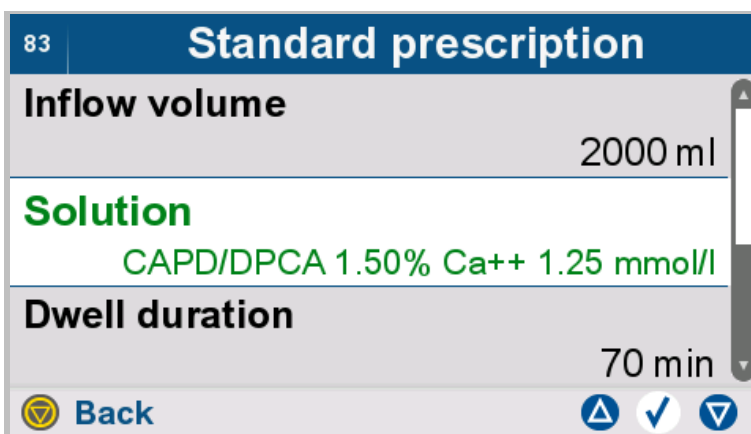 83
Standard prescription
Inflow volume
2000 ml
Solution
CAPD/DPCA 1.50% Ca++ 1.25 mmol/l
Dwell duration
70 min
Back